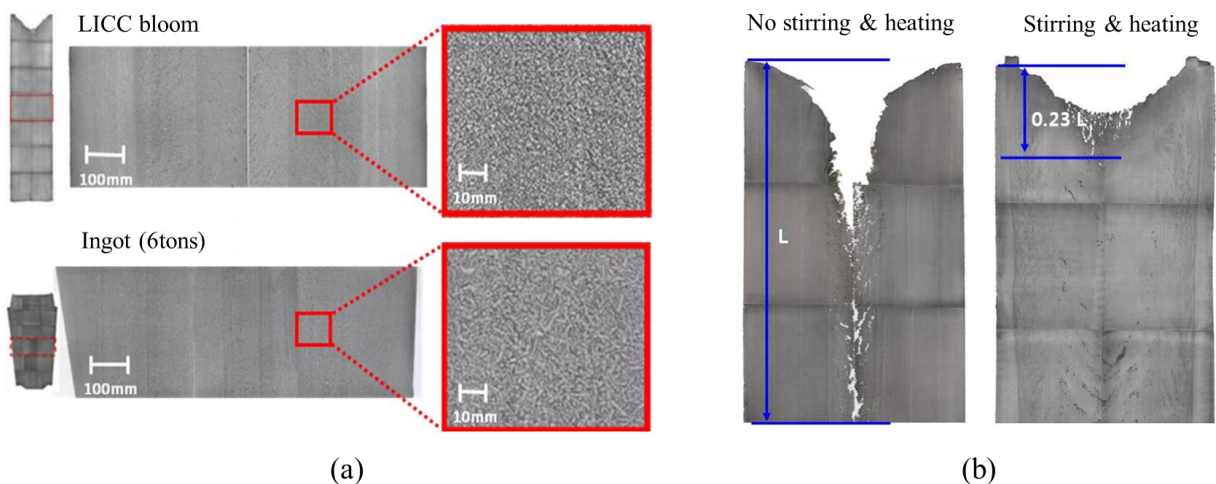 LICC bloom
100mm
10mm
Ingot (6tons)
100mm
10mm
(a)
No stirring & heating
Stirring & heating
L
0.23 L
(b)